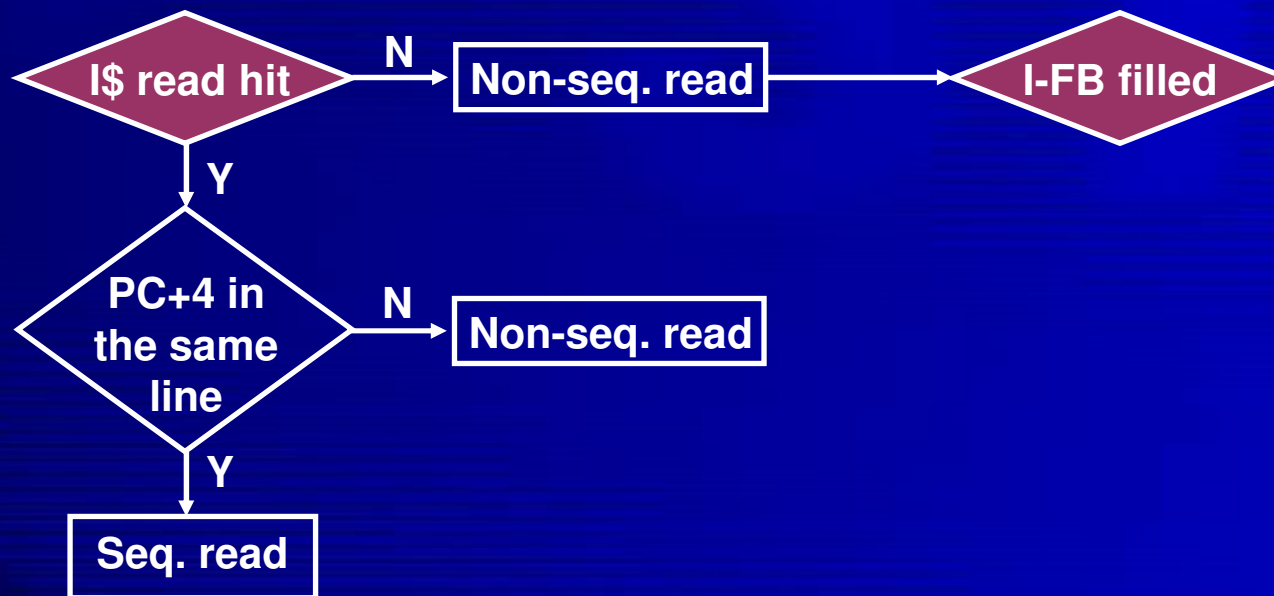 I$ read hit
N
Non-seq. read
I-FB filled
Y
PC+4 in
the same
line
N
Non-seq. read
Y
Seq. read